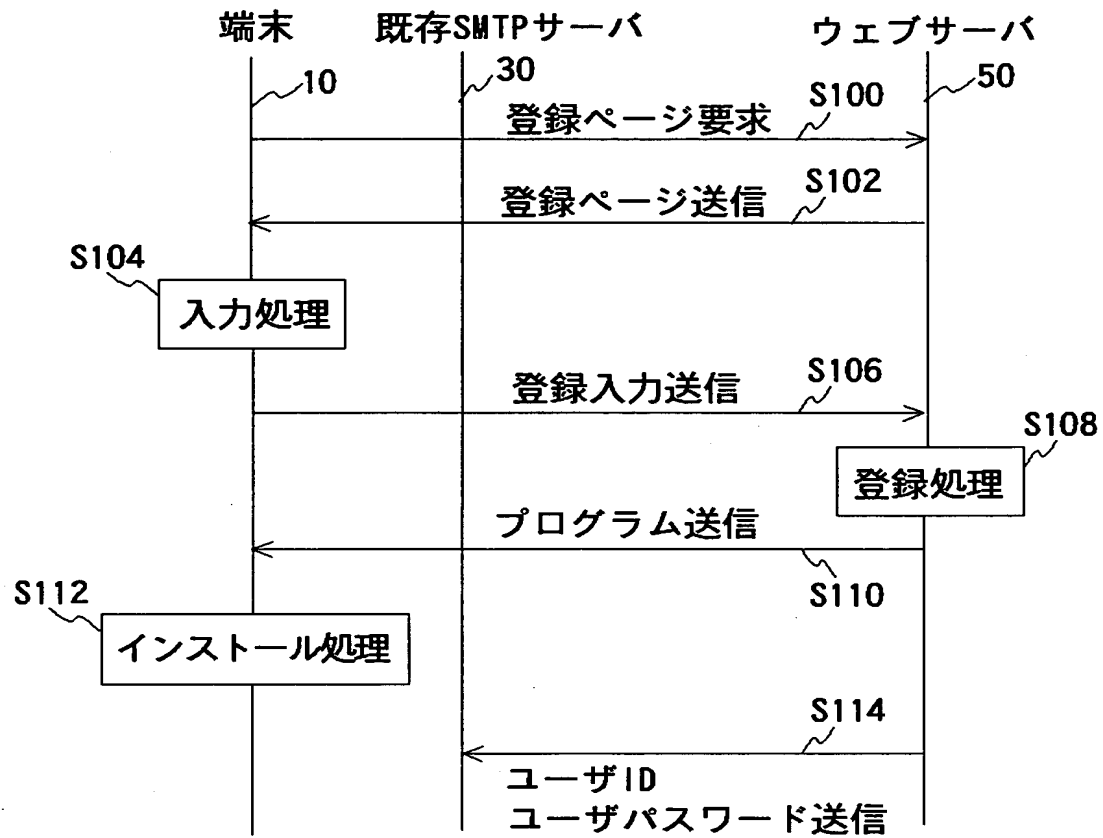 端末
既存SMTPサーバ
ウェブサーバ
10
30
50
S100
登録ページ要求
S102
登録ページ送信
S104
入力処理
S106
登録入力送信
S108
登録処理
プログラム送信
S110
S112
インストール処理
S114
ユーザID
ユーザパスワード送信